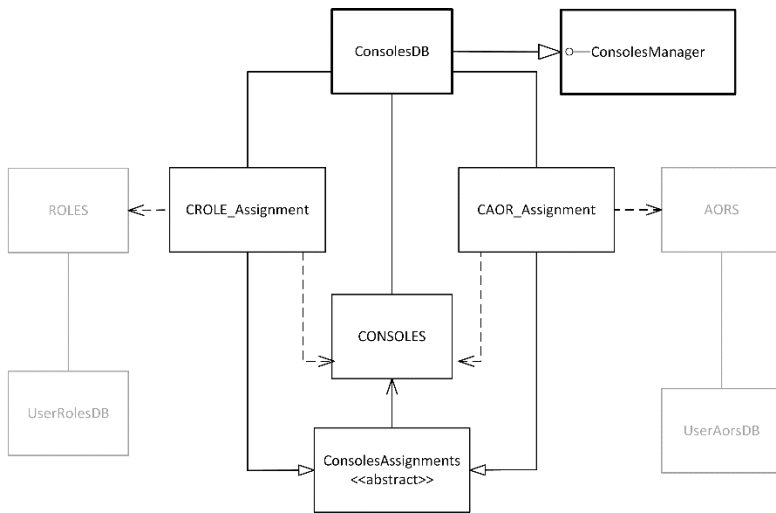 ConsolesDB
ConsolesManager
ROLES
CROLE_Assignment
CAOR_Assignment
AORS
CONSOLES
UserRolesDB
UserAorsDB
ConsolesAssignments
<<abstract>>